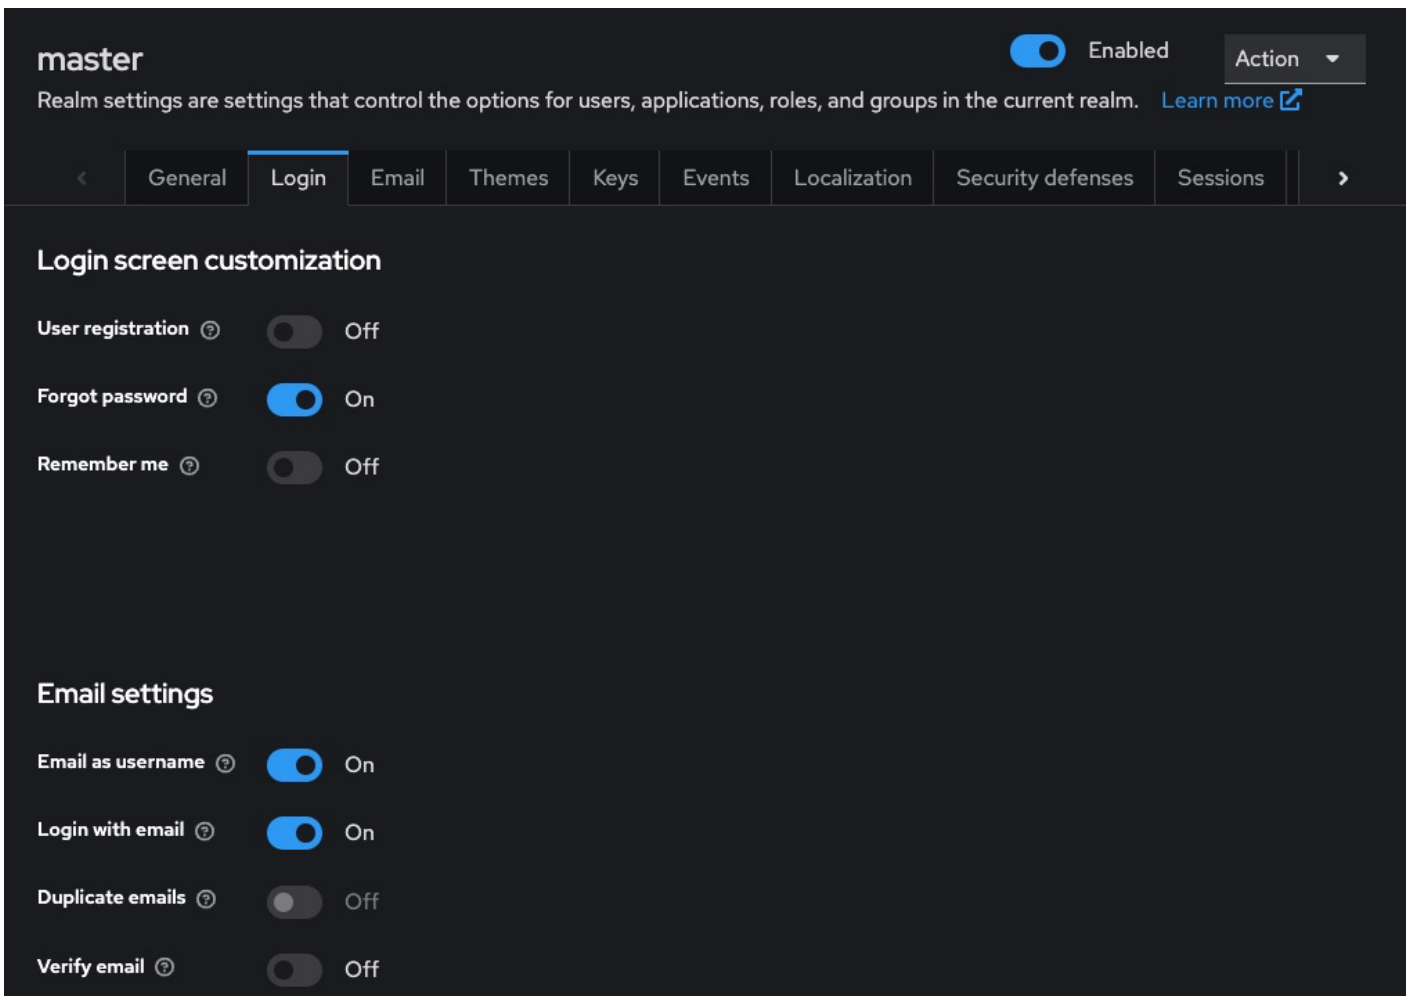 master
Enabled
Action
Realm settings are settings that control the options for users, applications, roles, and groups in the current realm. Learn more
General Login Email Themes Keys Events Localization Security defenses Sessions
Login screen customization
User registration Off
Forgot password On
Remember me Off
Email settings
Email as username On
Login with email On
Duplicate emails Off
Verify email Off